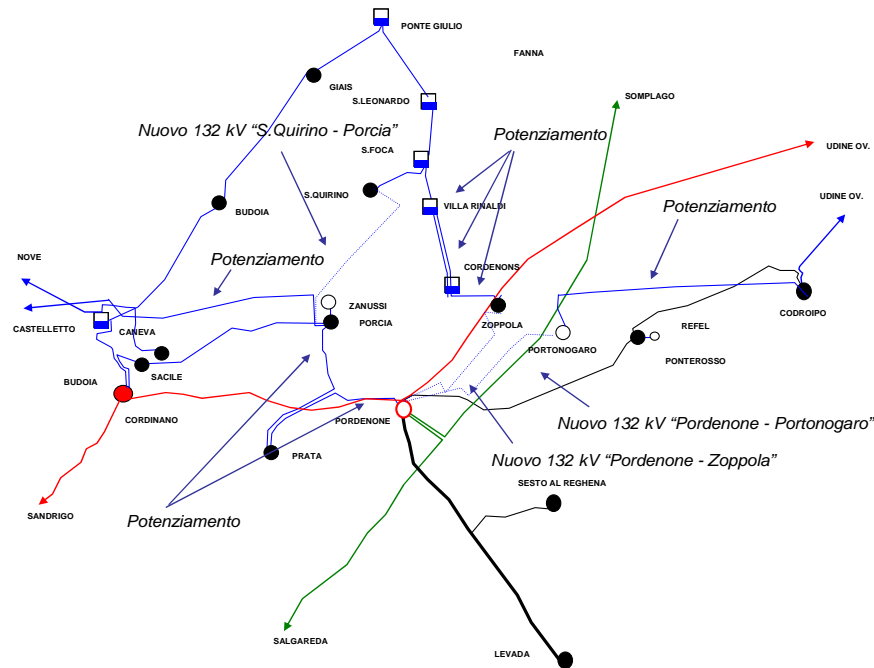 PONTE GIULIO
FANNA
GIAIS
SOMPLAGO
S.LEONARDO
Nuovo 132 kV “S.Quirino - Porcia”
Potenziamento
S.FOCA
UDINE OV.
S.QUIRINO
UDINE OV.
BUDOIA
VILLA RINALDI
Potenziamento
NOVE
Potenziamento
CORDENONS
ZANUSSI
CODROIPO
CASTELLETTO
CANEVA
PORCIA
ZOPPOLA
REFEL
PORTONOGARO
PONTEROSSO
SACILE
BUDOIA
CORDINANO
PORDENONE
Nuovo 132 kV “Pordenone - Portonogaro”
PRATA
Nuovo 132 kV “Pordenone - Zoppola”
SESTO AL REGHENA
SANDRIGO
Potenziamento
SALGAREDA
LEVADA